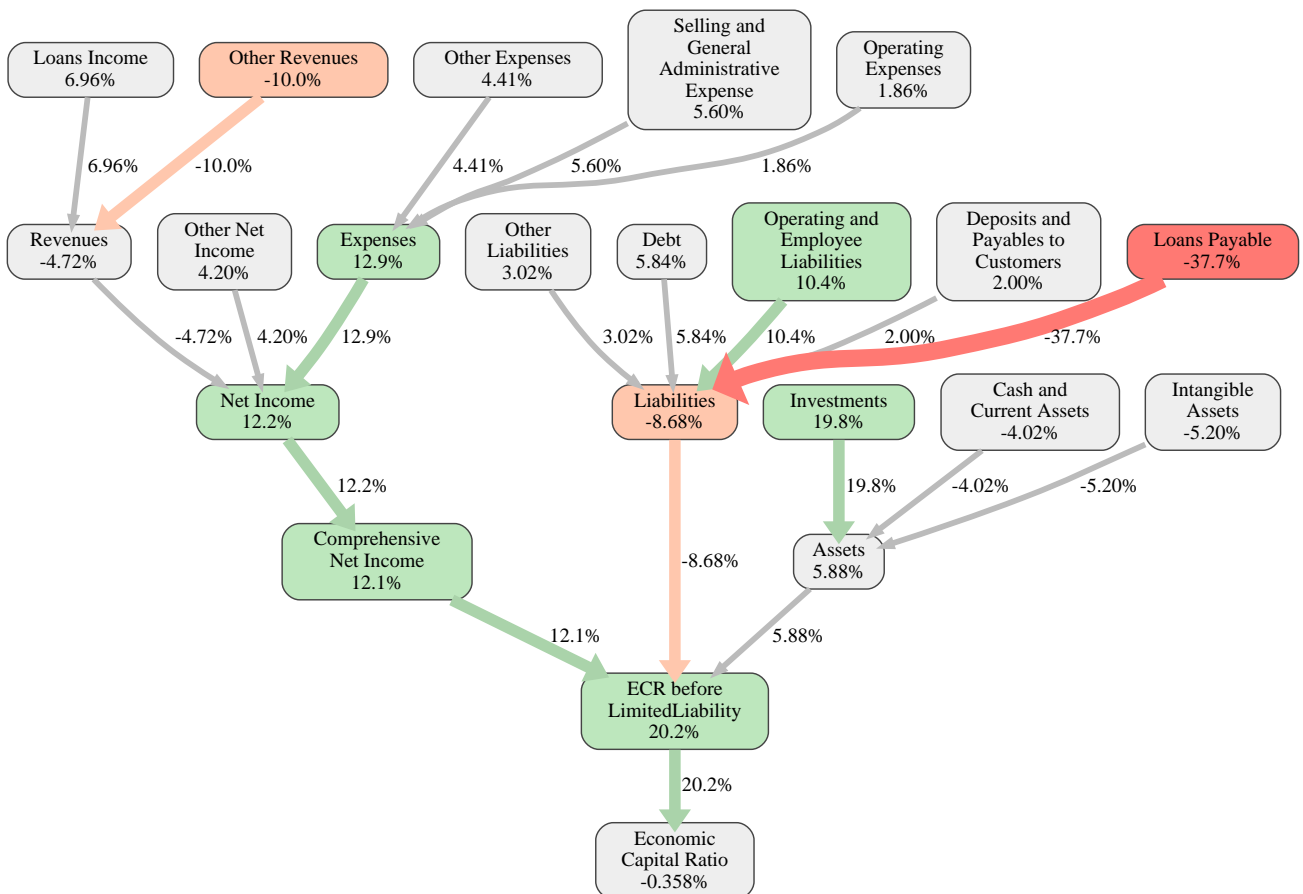 Loans Income
6.96%
Other Revenues
-10.0%
Other Expenses
4.41%
Selling and
General
Administrative
Expense
5.60%
Operating
Expenses
1.86%
6.96%
-10.0%
4.41%
5.60%
1.86%
Revenues
-4.72%
Other Net
Income
4.20%
Expenses
12.9%
Other
Liabilities
3.02%
Debt
5.84%
Operating and
Employee
Liabilities
10.4%
Deposits and
Payables to
Customers
2.00%
Loans Payable
-37.7%
-4.72%
4.20%
12.9%
3.02%
5.84%
10.4%
2.00%
-37.7%
Net Income
12.2%
Liabilities
-8.68%
Investments
19.8%
Cash and
Current Assets
-4.02%
Intangible
Assets
-5.20%
12.2%
19.8%
-4.02%
-5.20%
Comprehensive
Net Income
12.1%
-8.68%
Assets
5.88%
12.1%
5.88%
ECR before
LimitedLiability
20.2%
20.2%
Economic
Capital Ratio
-0.358%